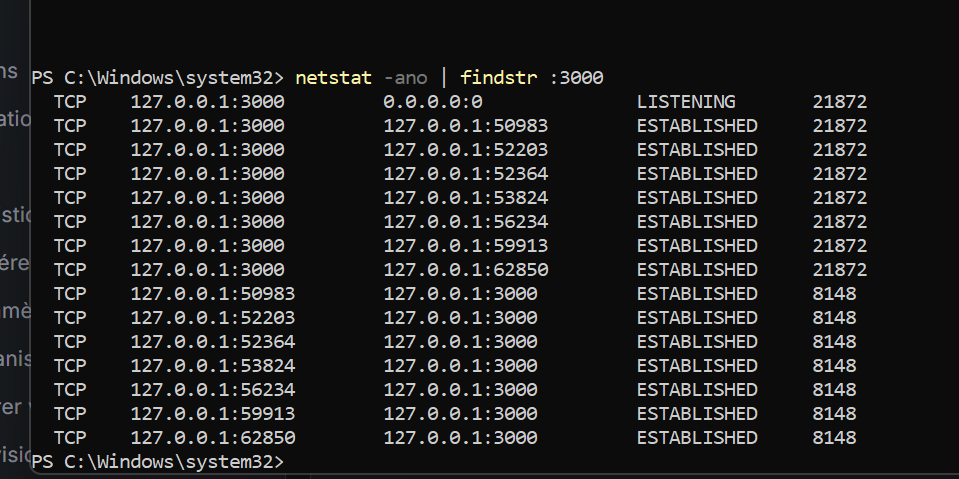 PS C:\Windows\system32> netstat -ano | findstr :3000
TCP 127.0.0.1:3000 0.0.0.0:0 LISTENING 21872
TCP 127.0.0.1:3000 127.0.0.1:50983 ESTABLISHED 21872
TCP 127.0.0.1:3000 127.0.0.1:52203 ESTABLISHED 21872
TCP 127.0.0.1:3000 127.0.0.1:52364 ESTABLISHED 21872
TCP 127.0.0.1:3000 127.0.0.1:53824 ESTABLISHED 21872
TCP 127.0.0.1:3000 127.0.0.1:56234 ESTABLISHED 21872
TCP 127.0.0.1:3000 127.0.0.1:59913 ESTABLISHED 21872
TCP 127.0.0.1:3000 127.0.0.1:62850 ESTABLISHED 21872
TCP 127.0.0.1:50983 127.0.0.1:3000 ESTABLISHED 8148
TCP 127.0.0.1:52203 127.0.0.1:3000 ESTABLISHED 8148
TCP 127.0.0.1:52364 127.0.0.1:3000 ESTABLISHED 8148
TCP 127.0.0.1:53824 127.0.0.1:3000 ESTABLISHED 8148
TCP 127.0.0.1:56234 127.0.0.1:3000 ESTABLISHED 8148
TCP 127.0.0.1:59913 127.0.0.1:3000 ESTABLISHED 8148
TCP 127.0.0.1:62850 127.0.0.1:3000 ESTABLISHED 8148
PS C:\Windows\system32>